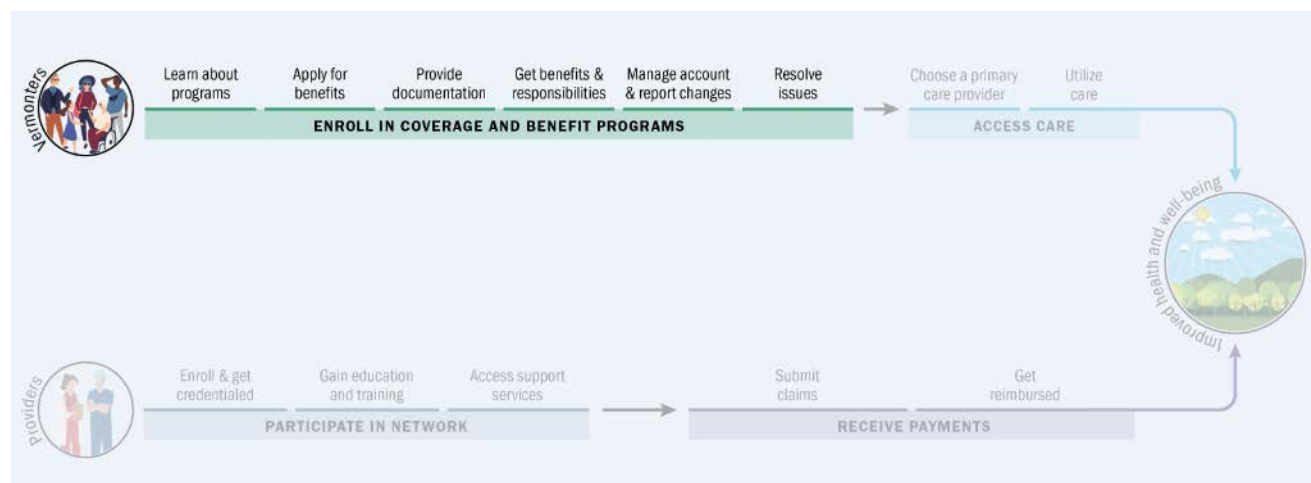 Vermonters
Learn about
programs
Apply for
benefits
Provide
documentation
Get benefits &
responsibilities
Manage account
& report changes
Resolve
issues
ENROLL IN COVERAGE AND BENEFIT PROGRAMS
Choose a primary
care provider
Utilize
care
ACCESS CARE
Improved health and well-being
Providers
Enroll & get
credentialed
Gain education
and training
Access support
services
PARTICIPATE IN NETWORK
Submit
claims
Get
reimbursed
RECEIVE PAYMENTS